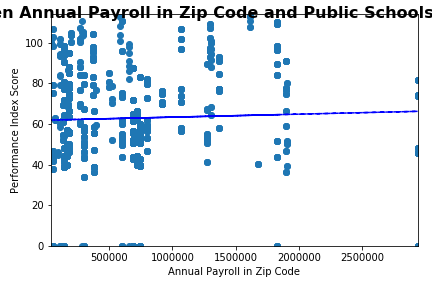 en Annual Payroll in Zip Code and Public Schools
Performance Index Score
100
80
60
40
20
0
500000 1000000 1500000 2000000 2500000
Annual Payroll in Zip Code